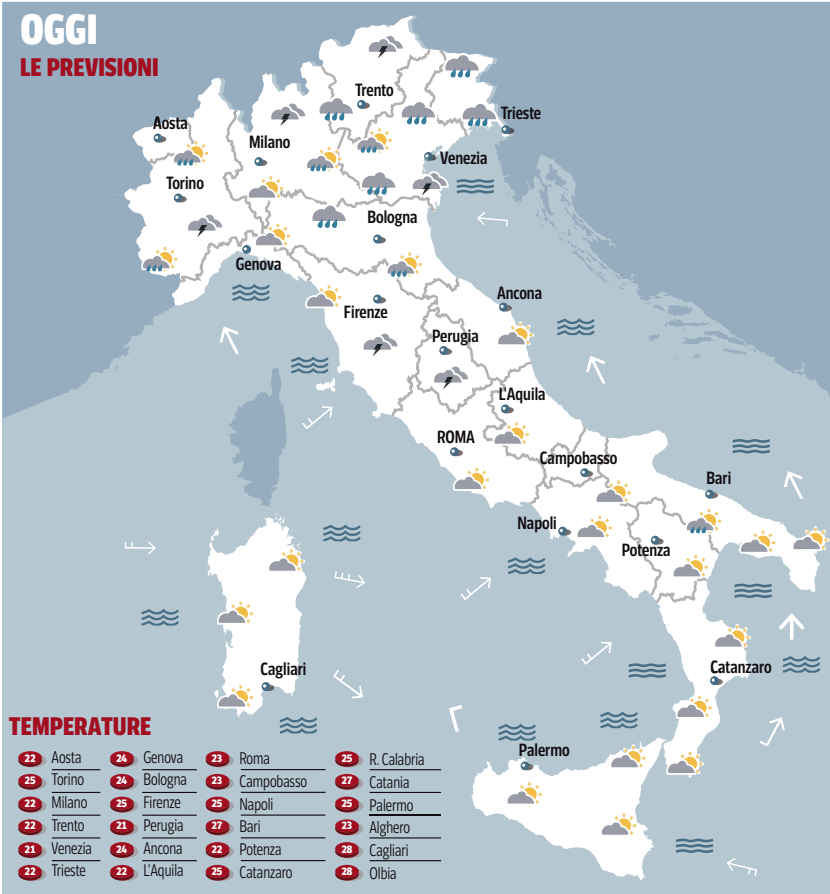 OGGI
LE PREVISIONI
Trento
Trieste
Aosta
Milano
Venezia
Torino
Bologna
Genova
Ancona
Firenze
Perugia
L'Aquila
ROMA
Campobasso
Bari
Napoli
Potenza
Cagliari
Catanzaro
Palermo
TEMPERATURE
22 Aosta
25 Torino
22 Milano
22 Trento
21 Venezia
22 Trieste
24 Genova
24 Bologna
25 Firenze
21 Perugia
24 Ancona
22 L'Aquila
23 Roma
23 Campobasso
25 Napoli
27 Bari
22 Potenza
25 Catanzaro
25 R. Calabria
27 Catania
25 Palermo
23 Alghero
28 Cagliari
28 Olbia